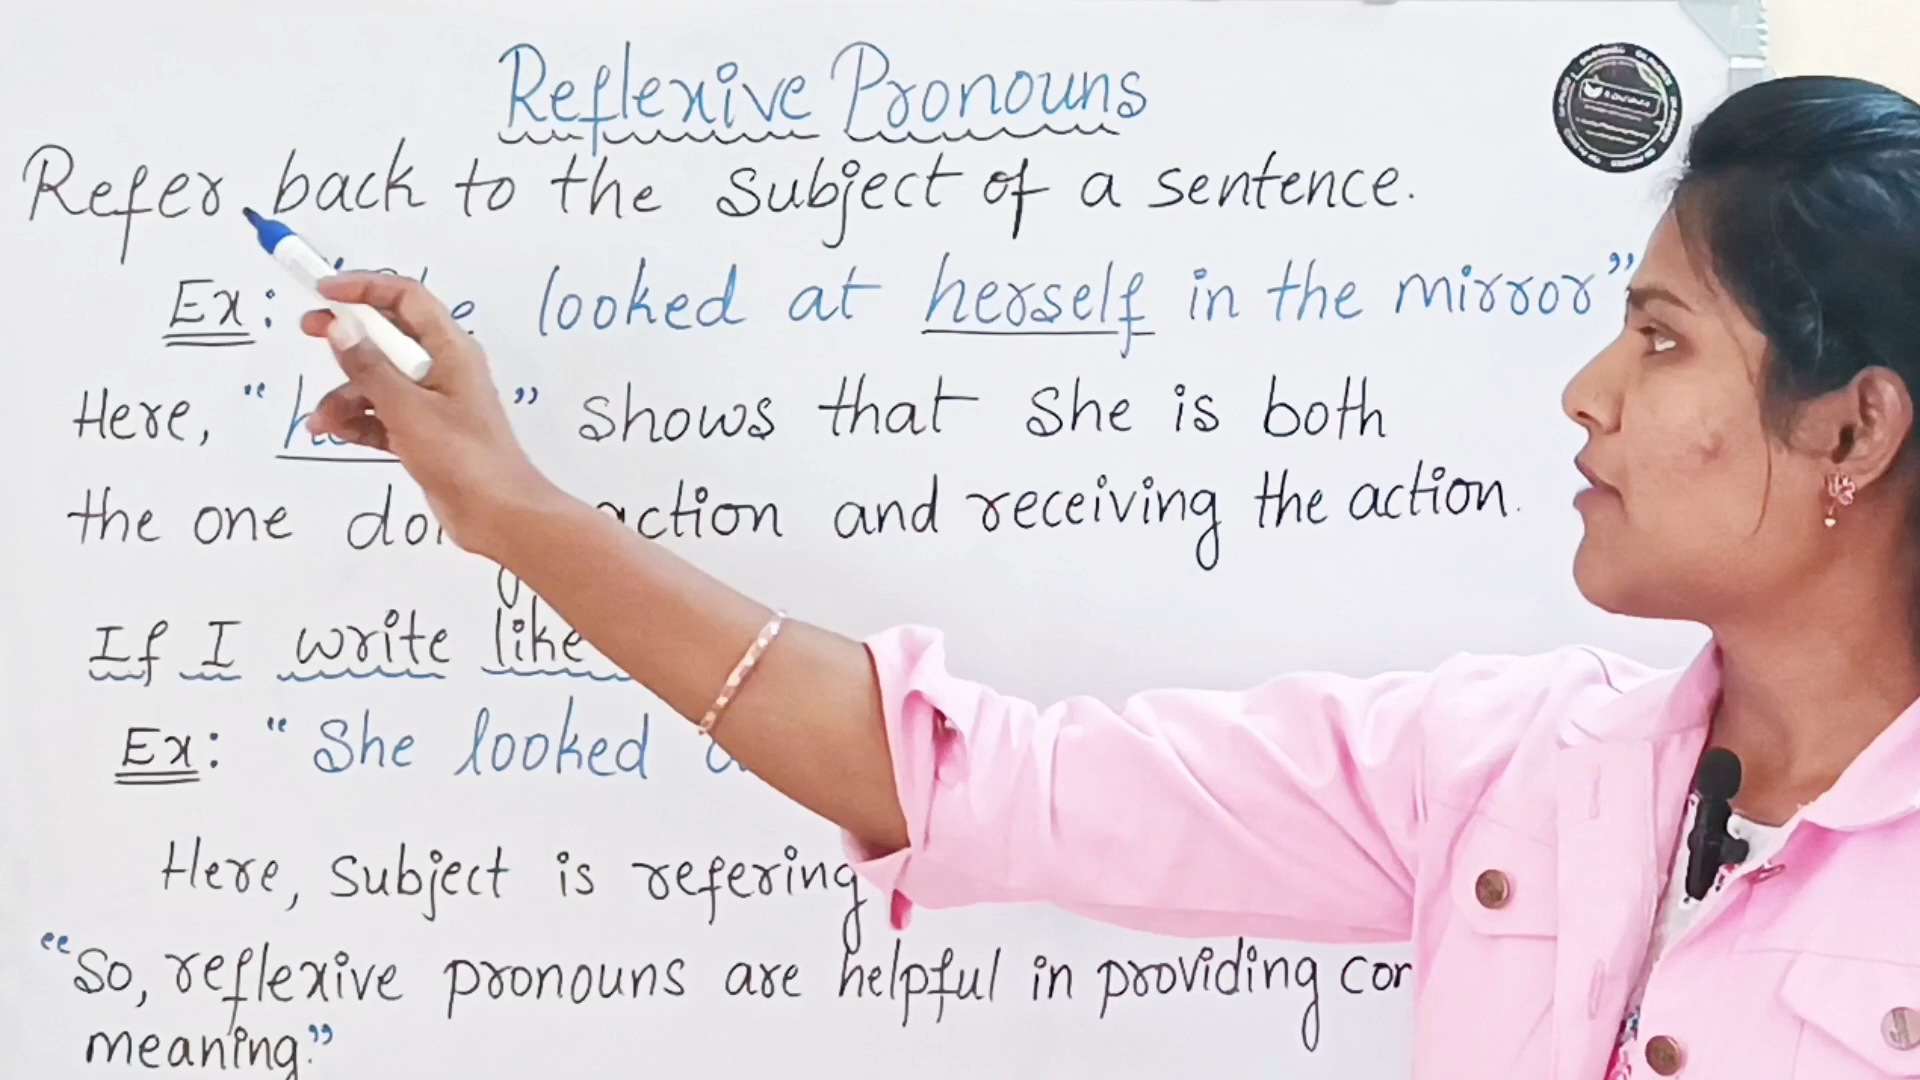 Reflexive Pronouns
Refer back to the subject of a sentence.
Ex: looked at herself in the mirror”
Here, “ ” shows that she is both
the one action and receiving the action.
If I write like
Ex: “She looked
Here, subject is refering
“So, reflexive pronouns are helpful in providing
meaning.”